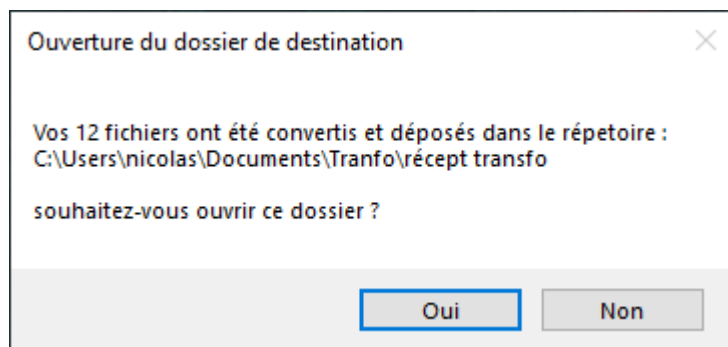 Ouverture du dossier de destination
Vos 12 fichiers ont été convertis et déposés dans le répetoire :
C:\Users\nicolas\Documents\Tranfo\récept transfo
souhaitez-vous ouvrir ce dossier ?
Oui Non